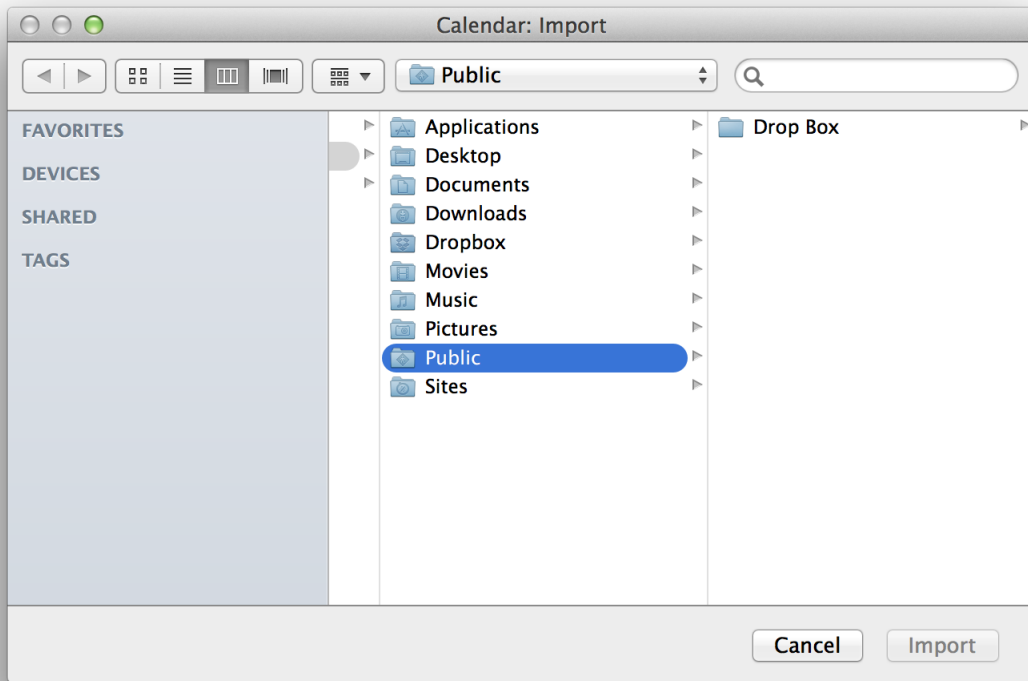 Calendar: Import
Public
FAVORITES
DEVICES
SHARED
TAGS
Applications
Desktop
Documents
Downloads
Dropbox
Movies
Music
Pictures
Public
Sites
Drop Box
Cancel
Import